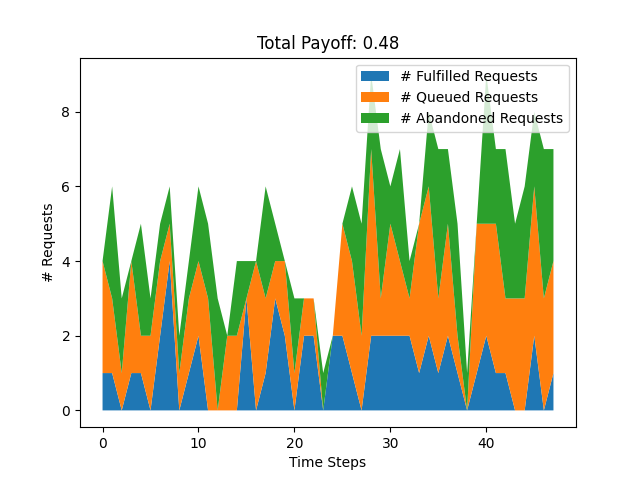 Total Payoff: 0.48
# Fulfilled Requests
# Queued Requests
# Abandoned Requests
# Requests
8
6
4
2
0
0 10 20 30 40
Time Steps